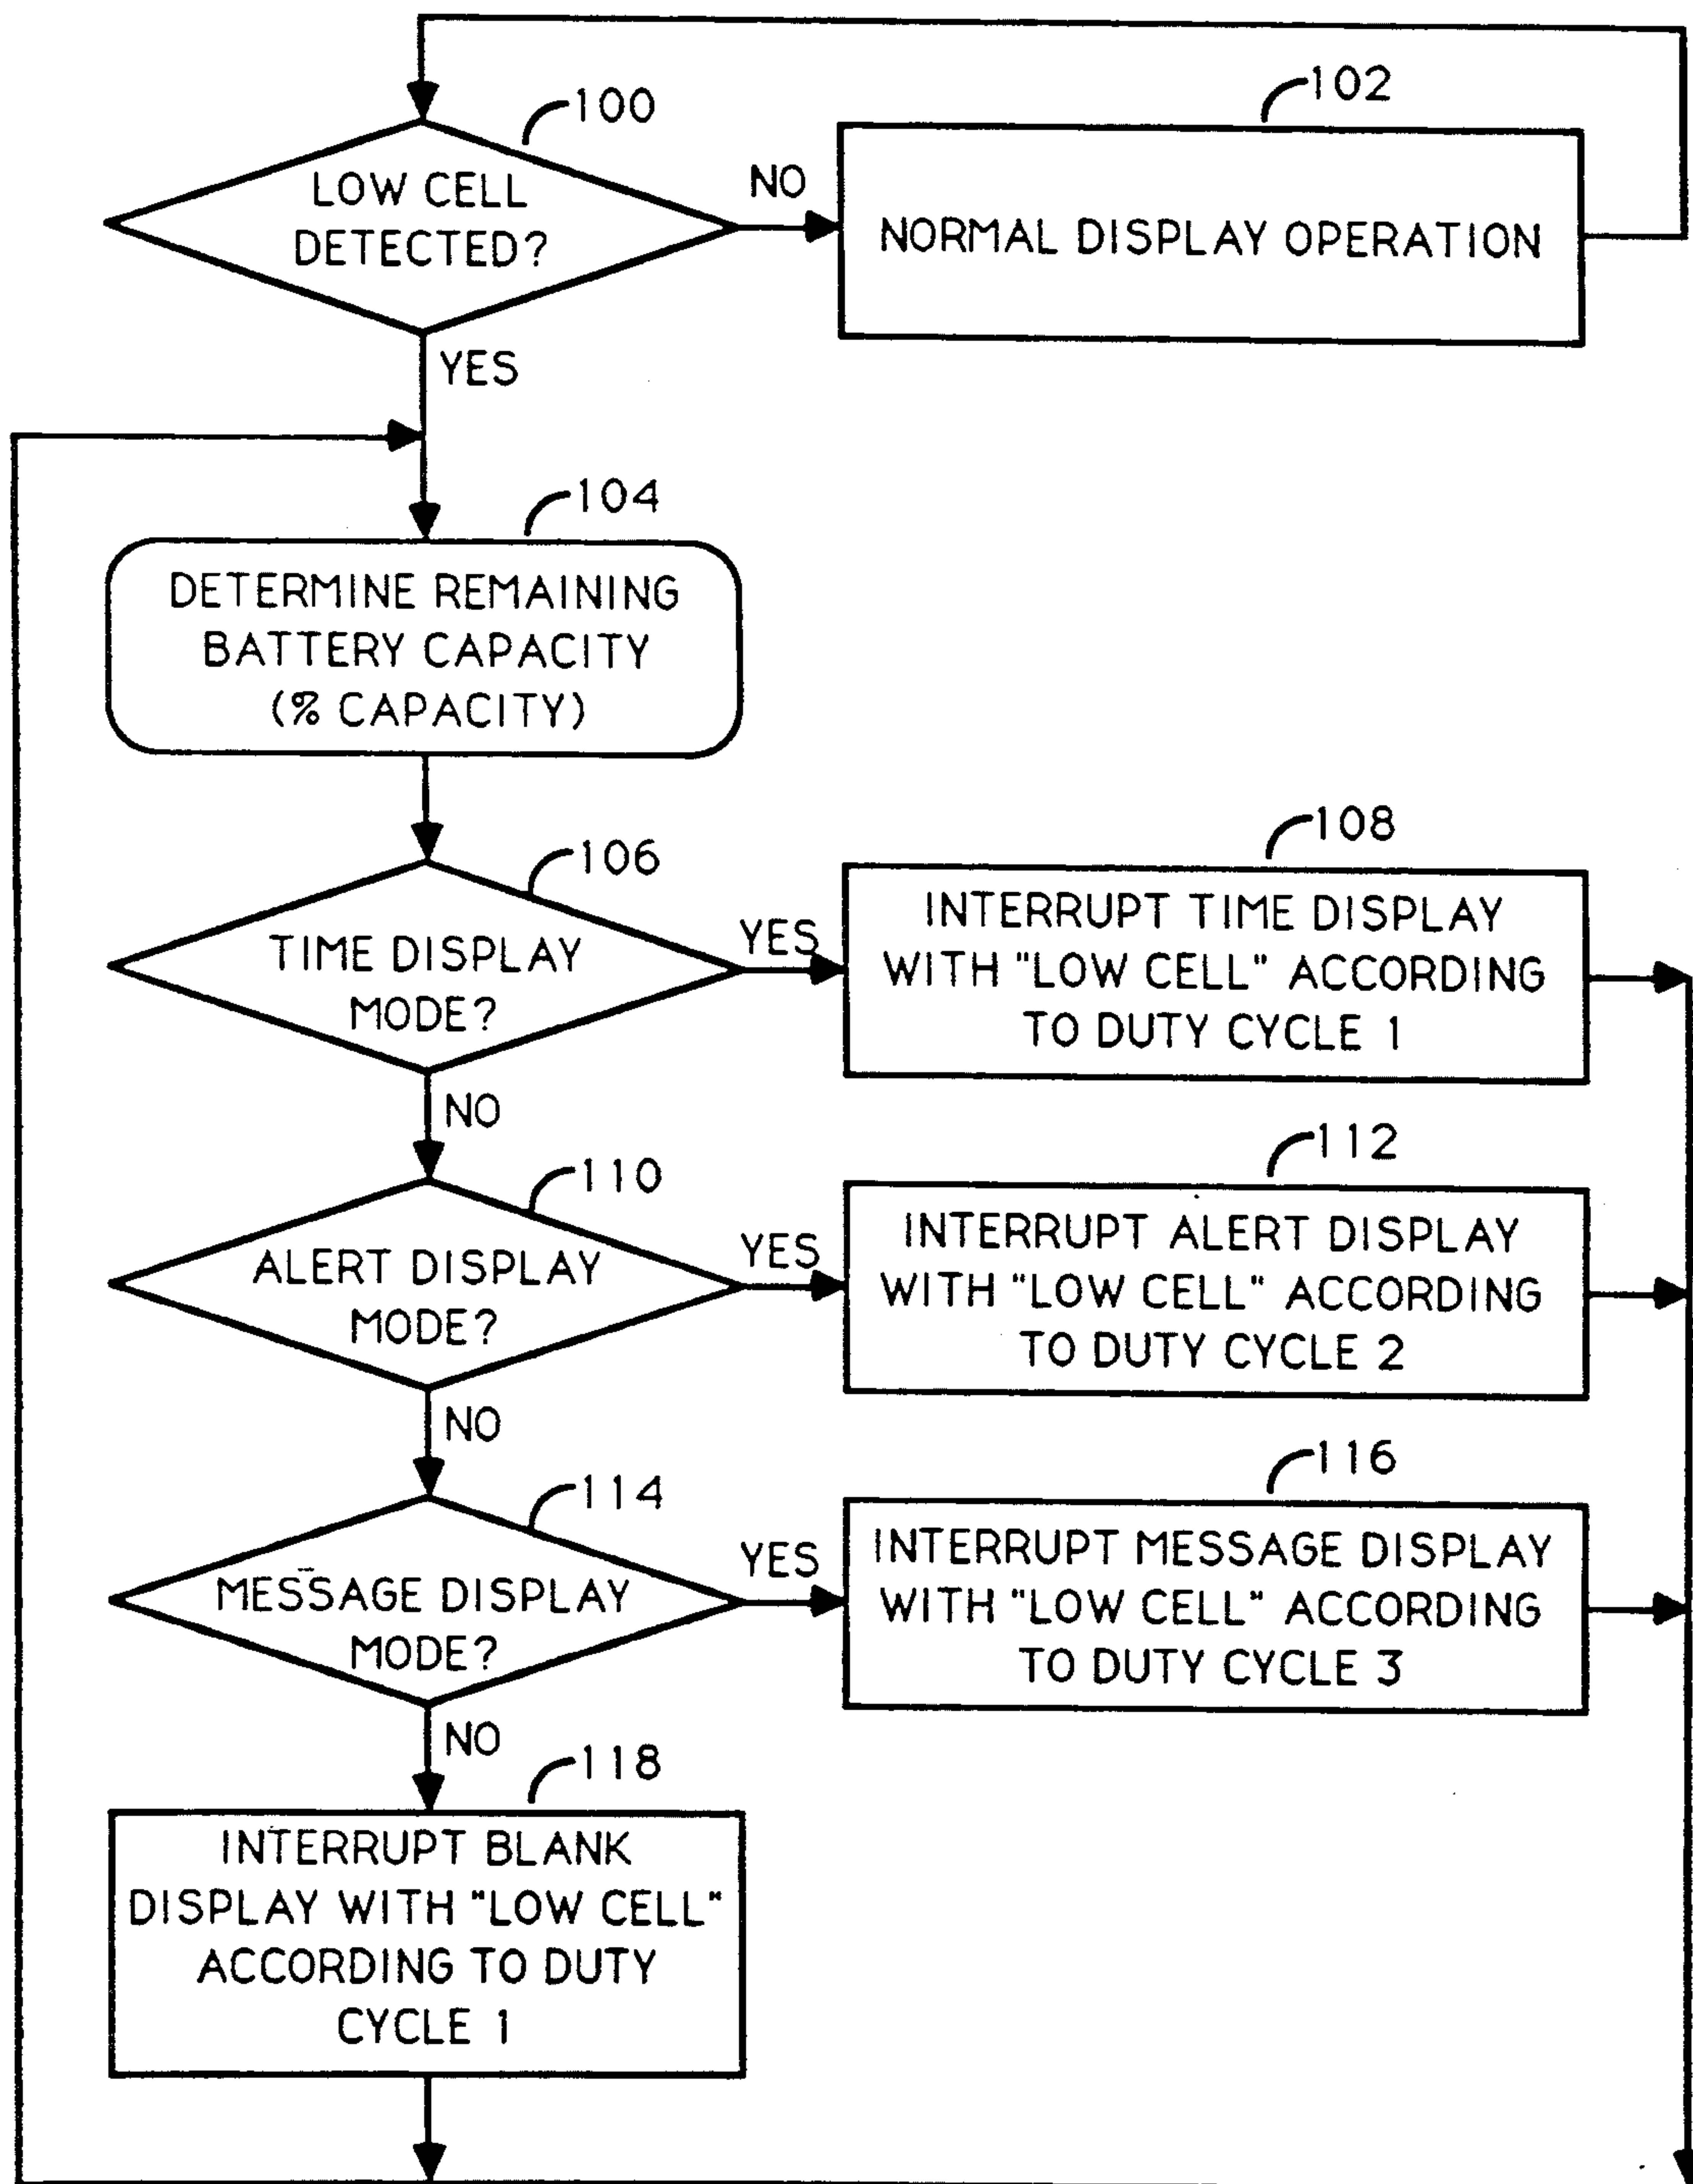 100
LOW CELL
DETECTED?
NO
102
NORMAL DISPLAY OPERATION
YES
104
DETERMINE REMAINING
BATTERY CAPACITY
(% CAPACITY)
106
TIME DISPLAY
MODE?
YES
108
INTERRUPT TIME DISPLAY
WITH "LOW CELL" ACCORDING
TO DUTY CYCLE 1
NO
110
ALERT DISPLAY
MODE?
YES
112
INTERRUPT ALERT DISPLAY
WITH "LOW CELL" ACCORDING
TO DUTY CYCLE 2
NO
114
MESSAGE DISPLAY
MODE?
YES
116
INTERRUPT MESSAGE DISPLAY
WITH "LOW CELL" ACCORDING
TO DUTY CYCLE 3
NO
118
INTERRUPT BLANK
DISPLAY WITH "LOW CELL"
ACCORDING TO DUTY
CYCLE 1